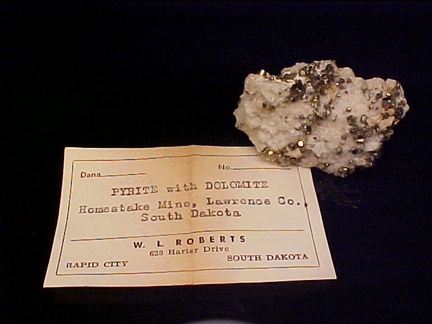 Dana No.
PYRITE with DOLOMITE
Homestake Mine, Lawrence Co.,
South Dakota
W. L. ROBERTS
623 Harter Drive
RAPID CITY SOUTH DAKOTA